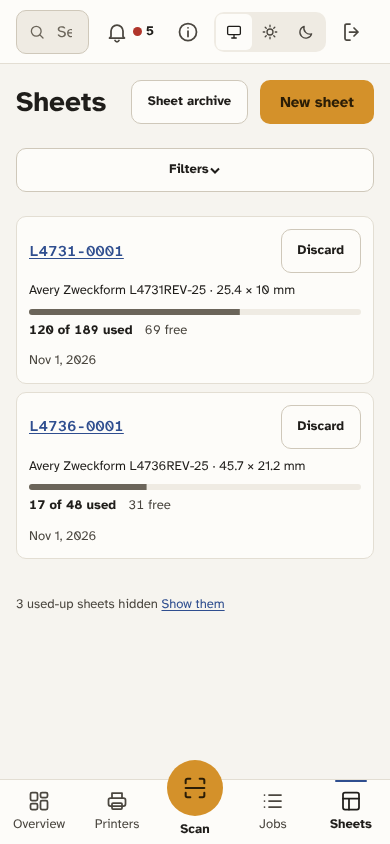 Se
5
Sheets
Sheet archive
New sheet
Filters
L4731-0001
Discard
Avery Zweckform L4731REV-25 · 25.4 × 10 mm
120 of 189 used 69 free
Nov 1, 2026
L4736-0001
Discard
Avery Zweckform L4736REV-25 · 45.7 × 21.2 mm
17 of 48 used 31 free
Nov 1, 2026
3 used-up sheets hidden Show them
Overview
Printers
Scan
Jobs
Sheets